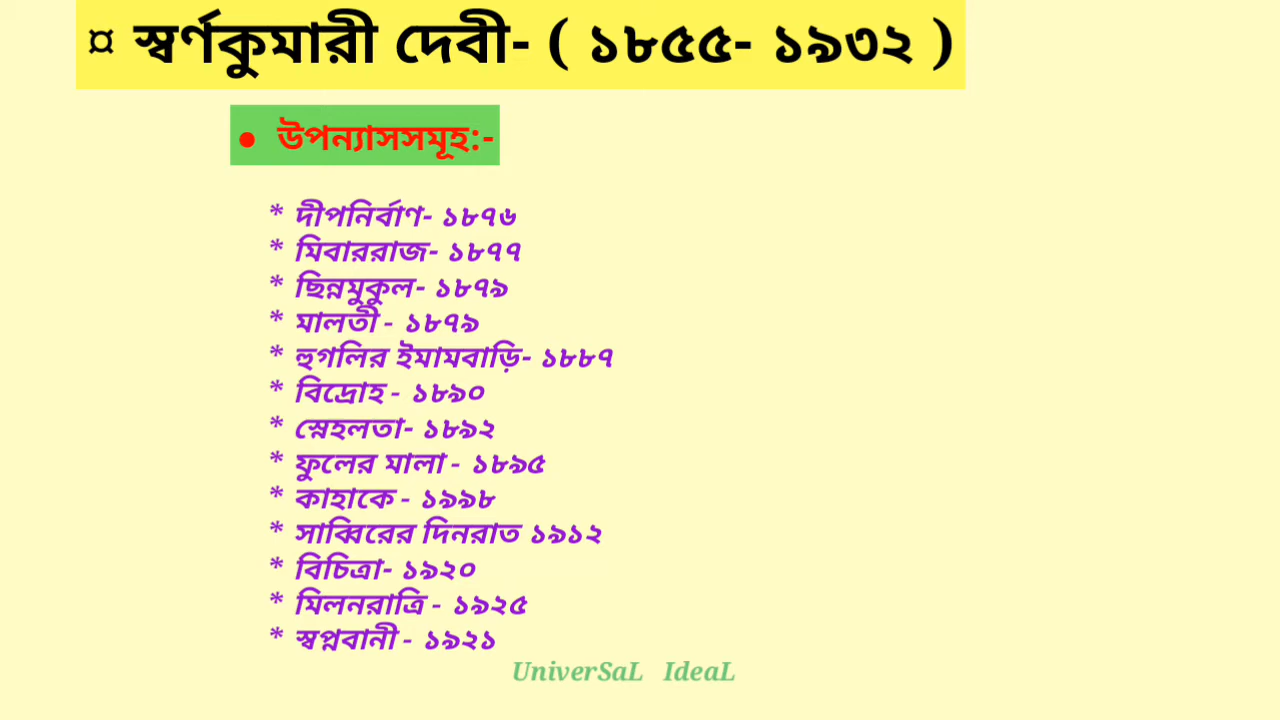 ¤ স্বর্ণকুমারী দেবী- ( ১৮৫৫- ১৯৩২ )
● উপন্যাসসমূহ:-
* দীপনির্বাণ- ১৮৭৬
* মিবাররাজ- ১৮৭৭
* ছিন্নমুকুল- ১৮৭৯
* মালতী - ১৮৭৯
* হুগলির ইমামবাড়ি- ১৮৮৭
* বিদ্রোহ - ১৮৯০
* স্নেহলতা- ১৮৯২
* ফুলের মালা - ১৮৯৫
* কাহাকে - ১৯৯৮
* সাব্বিরের দিনরাত ১৯১২
* বিচিত্রা- ১৯২০
* মিলনরাত্রি - ১৯২৫
* স্বপ্নবানী - ১৯২১
UniverSaL IdeaL